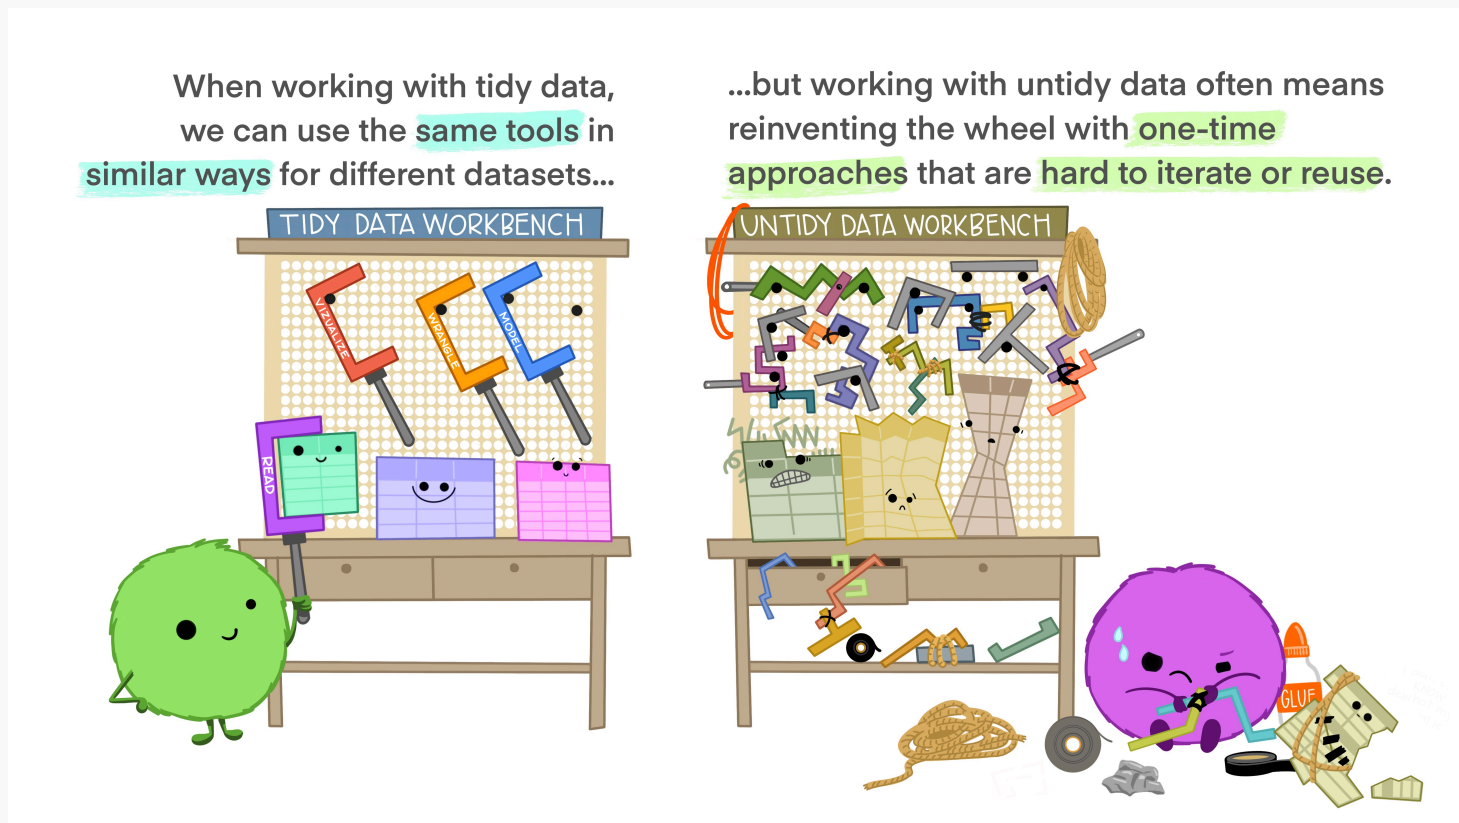 When working with tidy data,
we can use the same tools in
similar ways for different datasets...
...but working with untidy data often means
reinventing the wheel with one-time
approaches that are hard to iterate or reuse.
TIDY DATA WORKBENCH
UNTIDY DATA WORKBENCH
VIZUALIZE
WRANGLE
MODEL
READ
GLUE